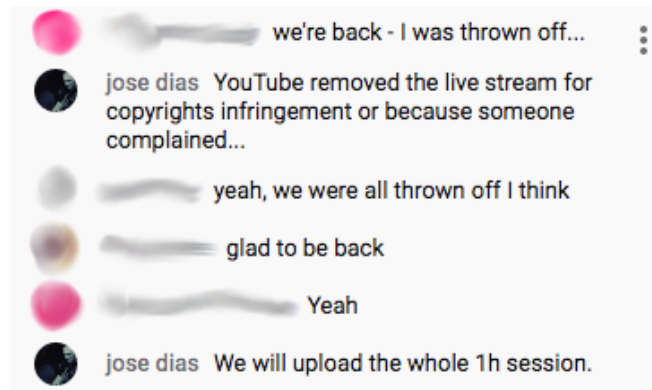 we're back - I was thrown off...
jose dias YouTube removed the live stream for
copyrights infringement or because someone
complained...
yeah, we were all thrown off I think
glad to be back
Yeah
jose dias We will upload the whole 1h session.